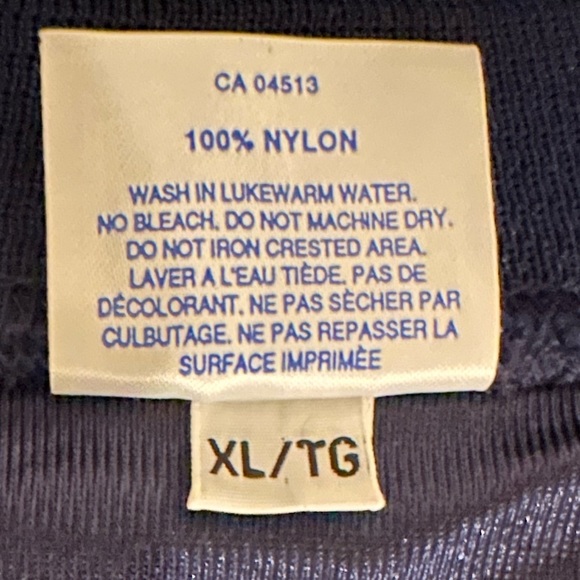 CA 04513
100% NYLON
WASH IN LUKEWARM WATER.
NO BLEACH. DO NOT MACHINE DRY.
DO NOT IRON CRESTED AREA.
LAVER A L'EAU TIÈDE. PAS DE
DÉCOLORANT. NE PAS SÈCHER PAR
CULBUTAGE. NE PAS REPASSER LA
SURFACE IMPRIMÈE
XL/TG